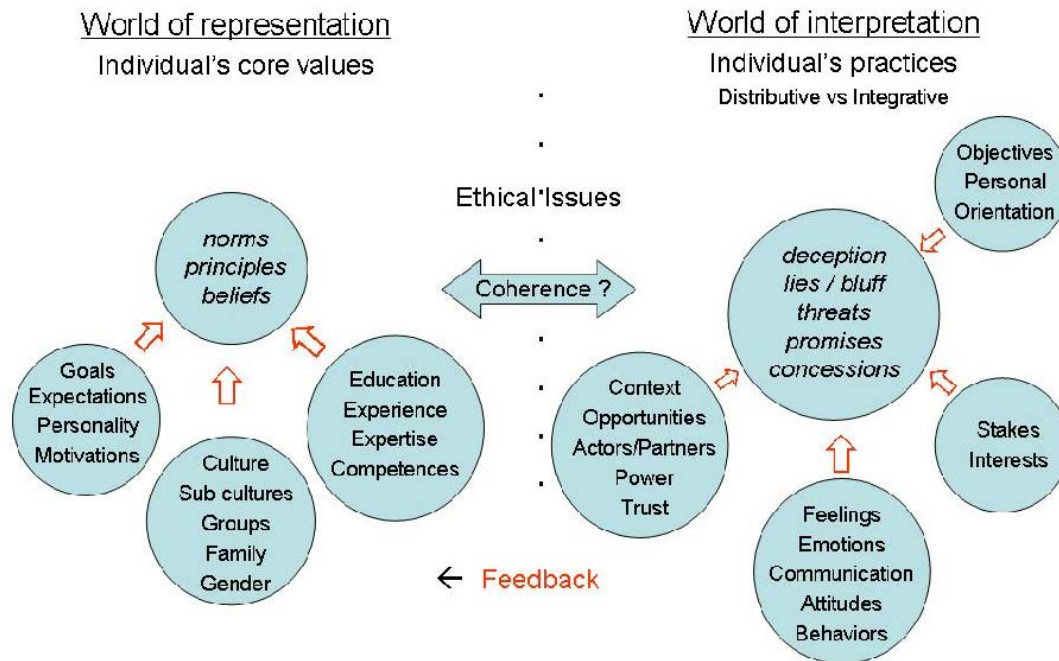 World of representation
Individual's core values
World of interpretation
Individual's practices
Distributive vs Integrative
Ethical Issues
Coherence ?
norms
principles
beliefs
Goals
Expectations
Personality
Motivations
Culture
Sub cultures
Groups
Family
Gender
Education
Experience
Expertise
Competences
Objectives
Personal
Orientation
deception
lies / bluff
threats
promises
concessions
Context
Opportunities
Actors/Partners
Power
Trust
Stakes
Interests
Feelings
Emotions
Communication
Attitudes
Behaviors
← Feedback